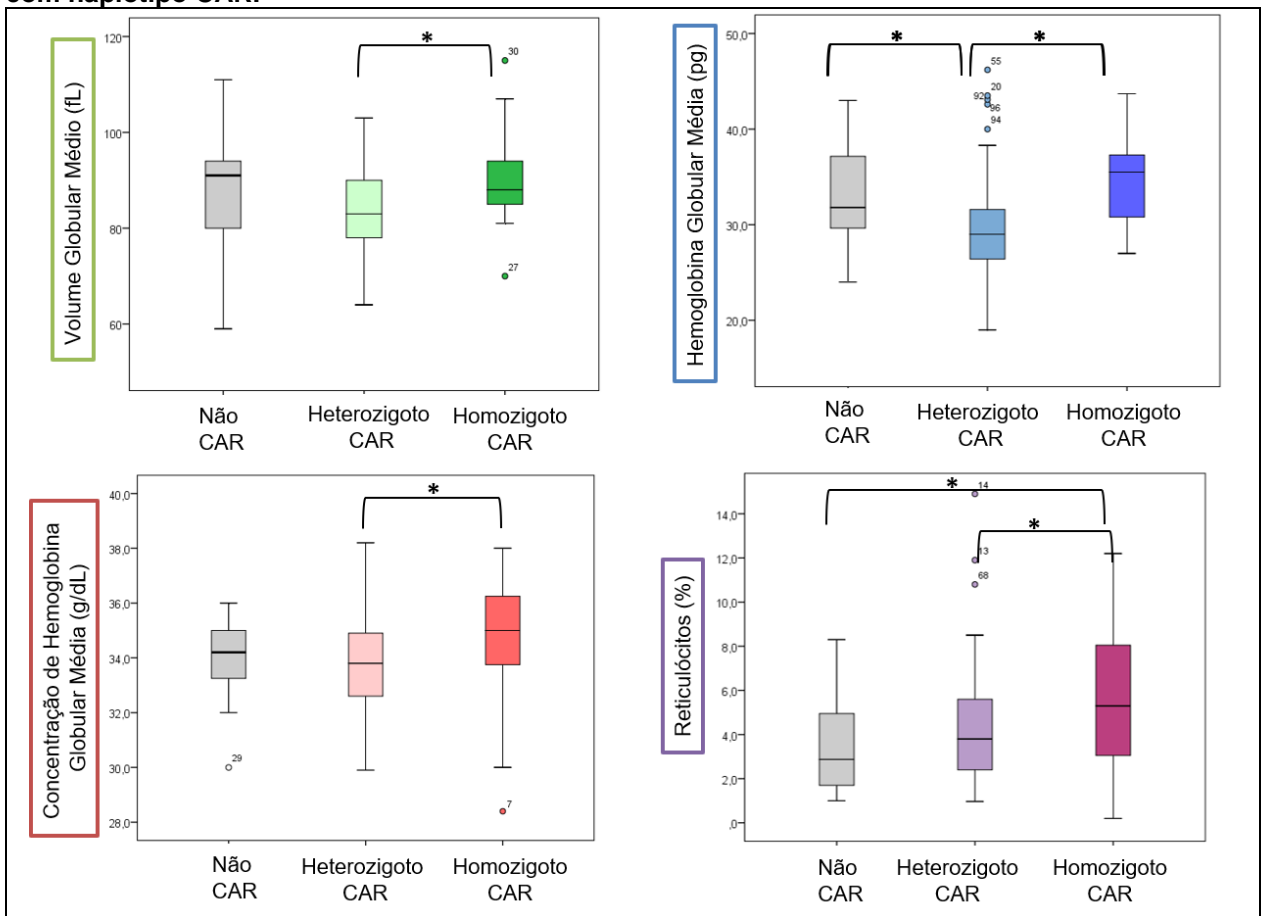 com haplótipo CAR.
Volume Globular Médio (fL)
120
100
80
60
*
30
27
Não
CAR
Heterozigoto
CAR
Homozigoto
CAR
Hemoglobina Globular Média (pg)
50,0
40,0
30,0
20,0
*
*
55
20
92
96
94
Não
CAR
Heterozigoto
CAR
Homozigoto
CAR
Concentração de Hemoglobina
Globular Média (g/dL)
40,0
38,0
36,0
34,0
32,0
30,0
28,0
*
29
7
Não
CAR
Heterozigoto
CAR
Homozigoto
CAR
Reticulócitos (%)
14,0
12,0
10,0
8,0
6,0
4,0
2,0
,0
*
14
*
13
68
Não
CAR
Heterozigoto
CAR
Homozigoto
CAR